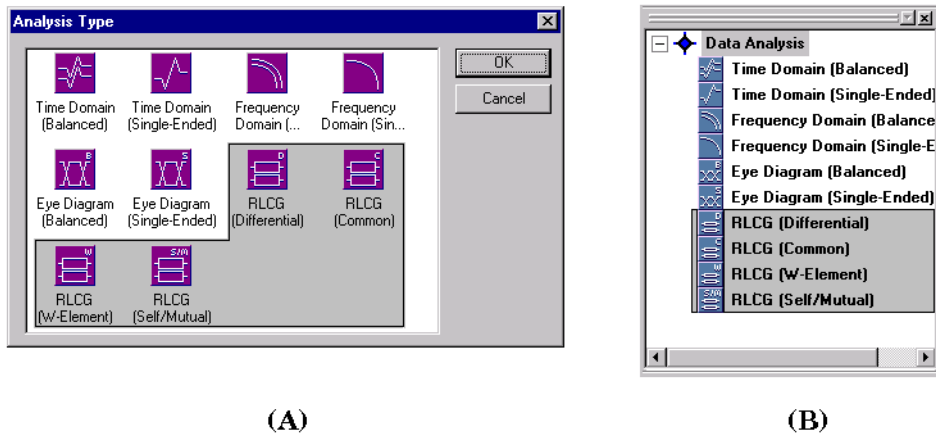 Analysis Type
OK
Cancel
Time Domain (Balanced)
Time Domain (Single-Ended)
Frequency Domain (...
Frequency Domain (Sin...
B
Eye Diagram (Balanced)
S
Eye Diagram (Single-Ended)
D
RLCG (Differential)
C
RLCG (Common)
W
RLCG (W-Element)
S/M
RLCG (Self/Mutual)
(A)
Data Analysis
Time Domain (Balanced)
Time Domain (Single-Ended)
Frequency Domain (Balance
Frequency Domain (Single-E
B
Eye Diagram (Balanced)
S
Eye Diagram (Single-Ended)
D
RLCG (Differential)
C
RLCG (Common)
W
RLCG (W-Element)
S/M
RLCG (Self/Mutual)
(B)